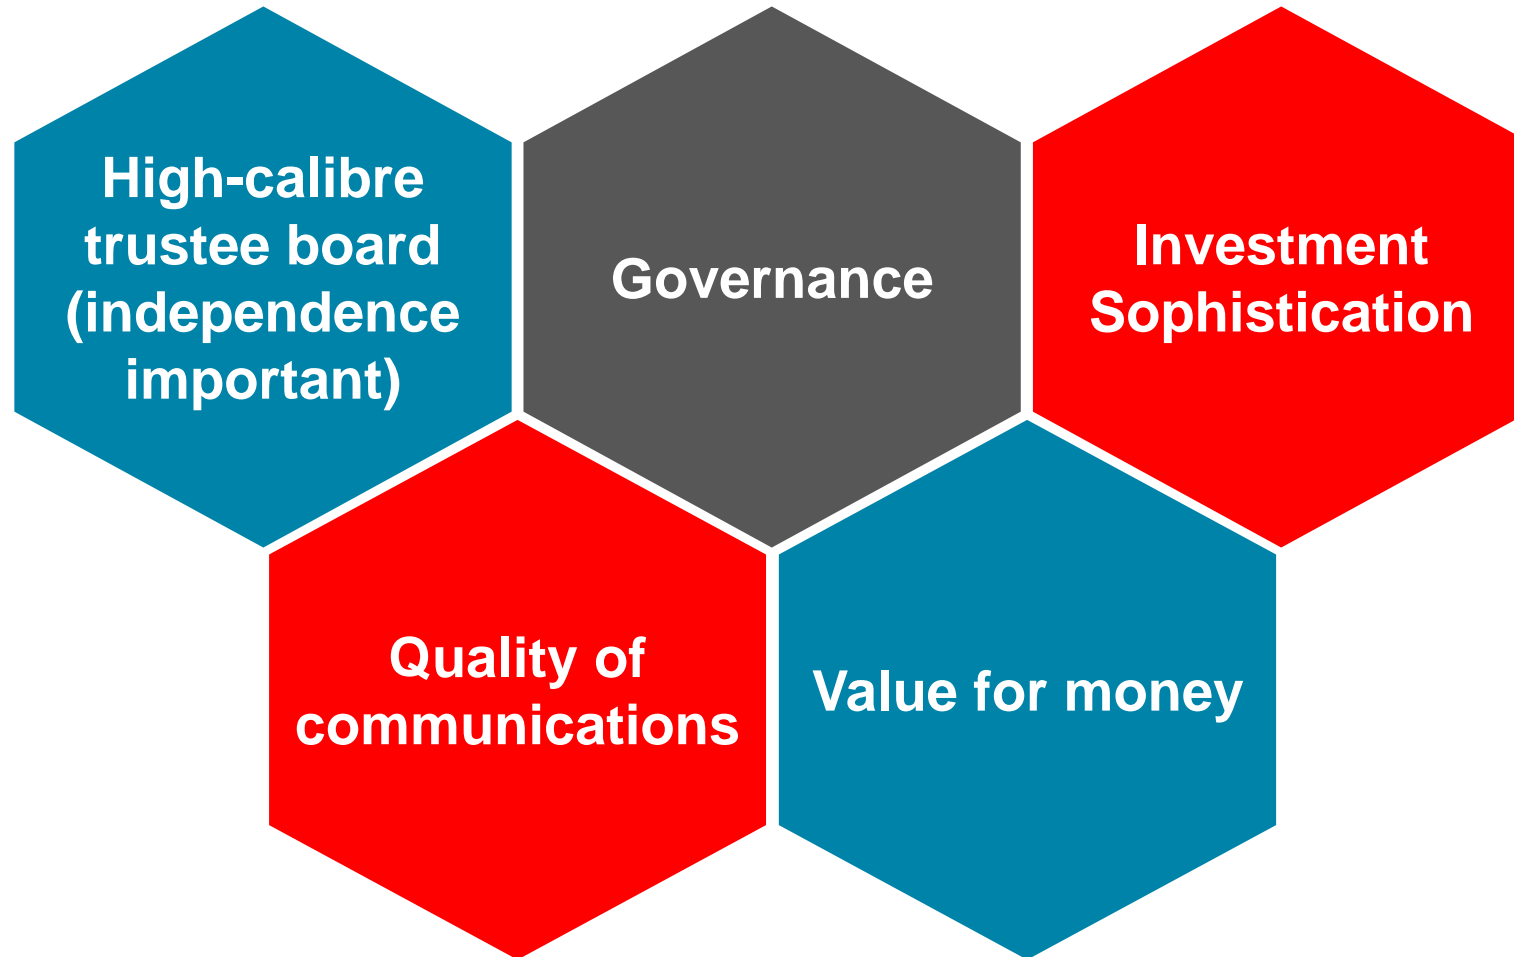 High-calibre
trustee board
(independence
important)
Governance
Investment
Sophistication
Quality of
communications
Value for money